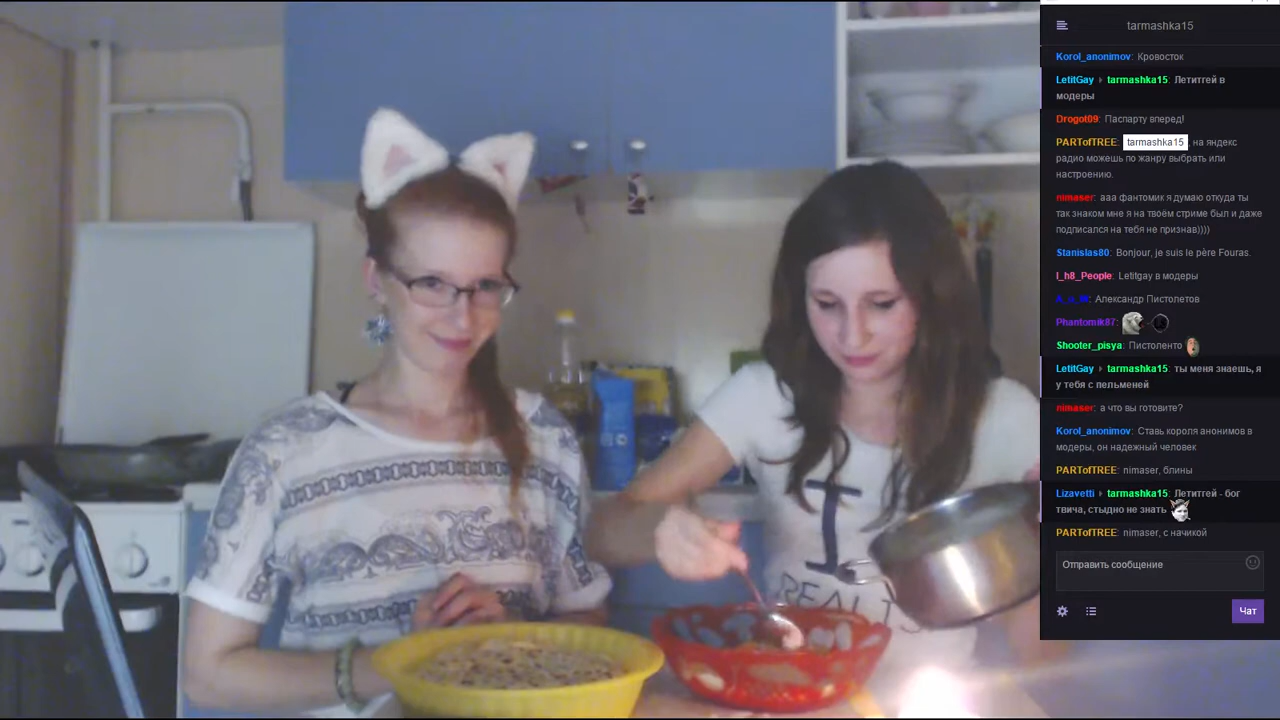 tarmashka15
Korol_anonimov: Кровосток
LetitGay ▸ tarmashka15: Летитгей в
модеры
Drogot09: Паспарту вперед!
PARTofTREE: tarmashka15 на яндекс
радио можешь по жанру выбрать или
настроению.
nimaser: ааа фантомик я думаю откуда ты
так знаком мне я на твоём стриме был и даже
подписался на тебя не признав))))
Stanislas80: Bonjour, je suis le père Fouras.
I_h8_People: Letitgay в модеры
Александр Пистолетов
Phantomik87:
Shooter_pisya: Пистоленто
LetitGay ▸ tarmashka15: ты меня знаешь, я
у тебя с пельменей
nimaser: а что вы готовите?
Korol_anonimov: Ставь короля анонимов в
модеры, он надежный человек
PARTofTREE: nimaser, блины
Lizavetti ▸ tarmashka15: Летитгей - бог
твича, стыдно не знать
PARTofTREE: nimaser, с начикой
Отправить сообщение
Чат
I
REALLY